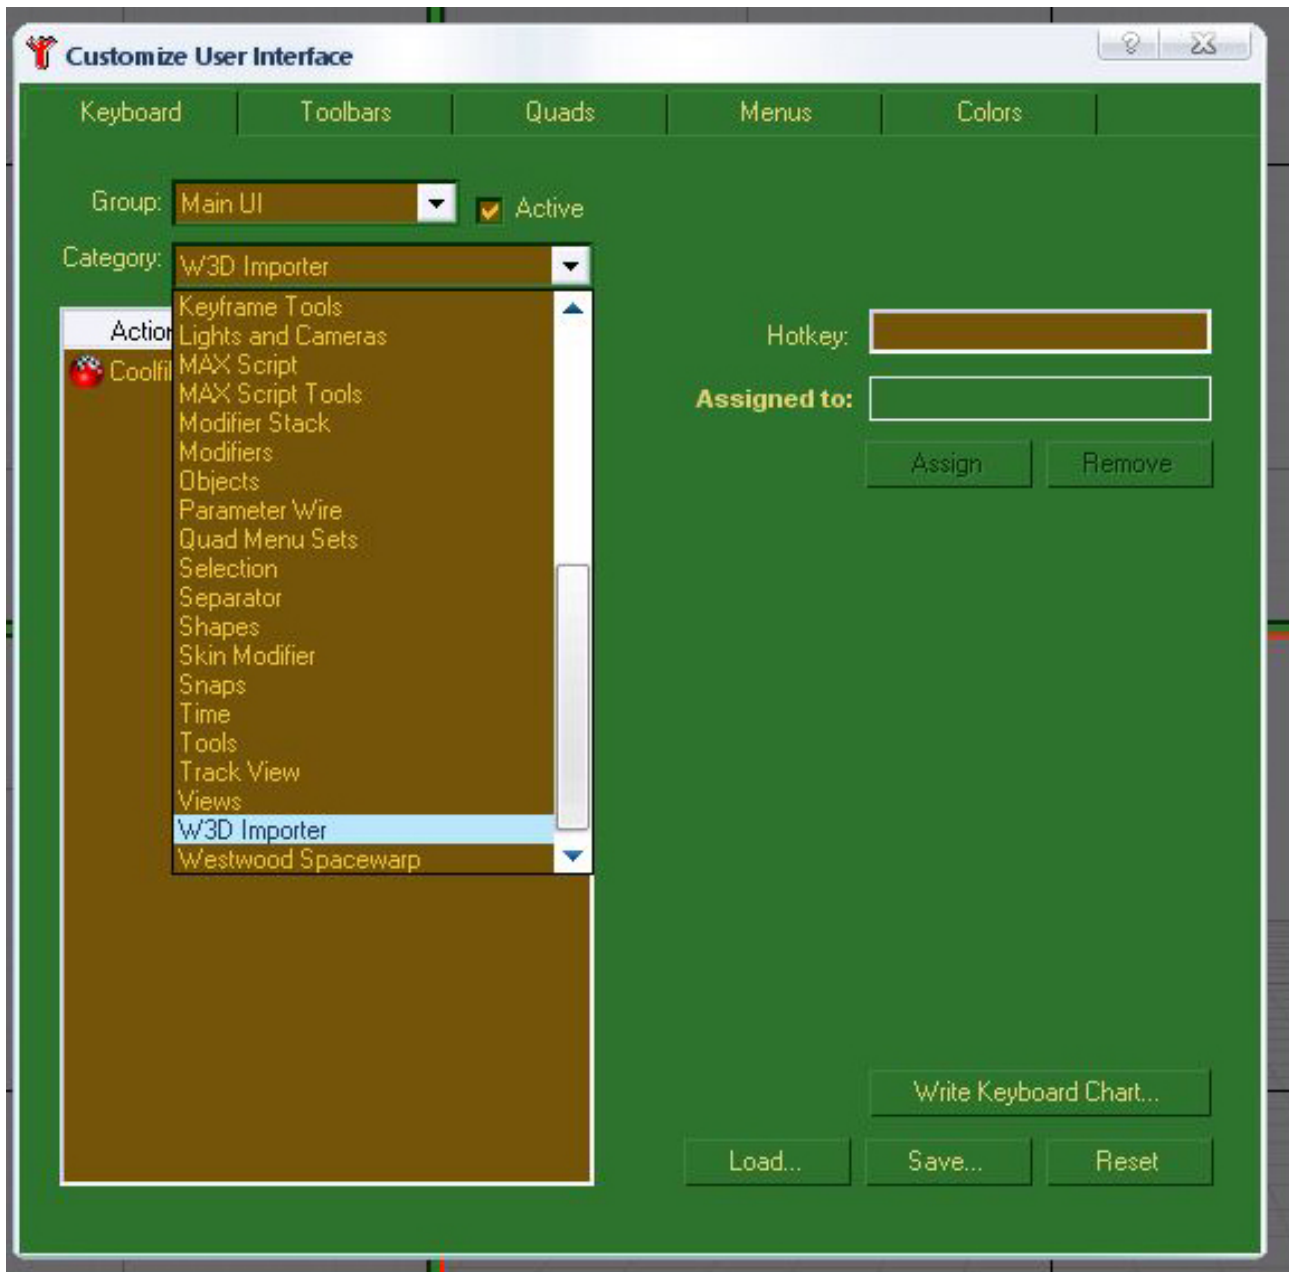 Customize User Interface
Keyboard Toolbars Quads Menus Colors
Group: Main UI Active
Category: W3D Importer
Action
Coolfil
Keyframe Tools
Lights and Cameras
MAX Script
MAX Script Tools
Modifier Stack
Modifiers
Objects
Parameter Wire
Quad Menu Sets
Selection
Separator
Shapes
Skin Modifier
Snaps
Time
Tools
Track View
Views
W3D Importer
Westwood Spacewarp
Hotkey:
Assigned to:
Assign Remove
Write Keyboard Chart...
Load... Save... Reset